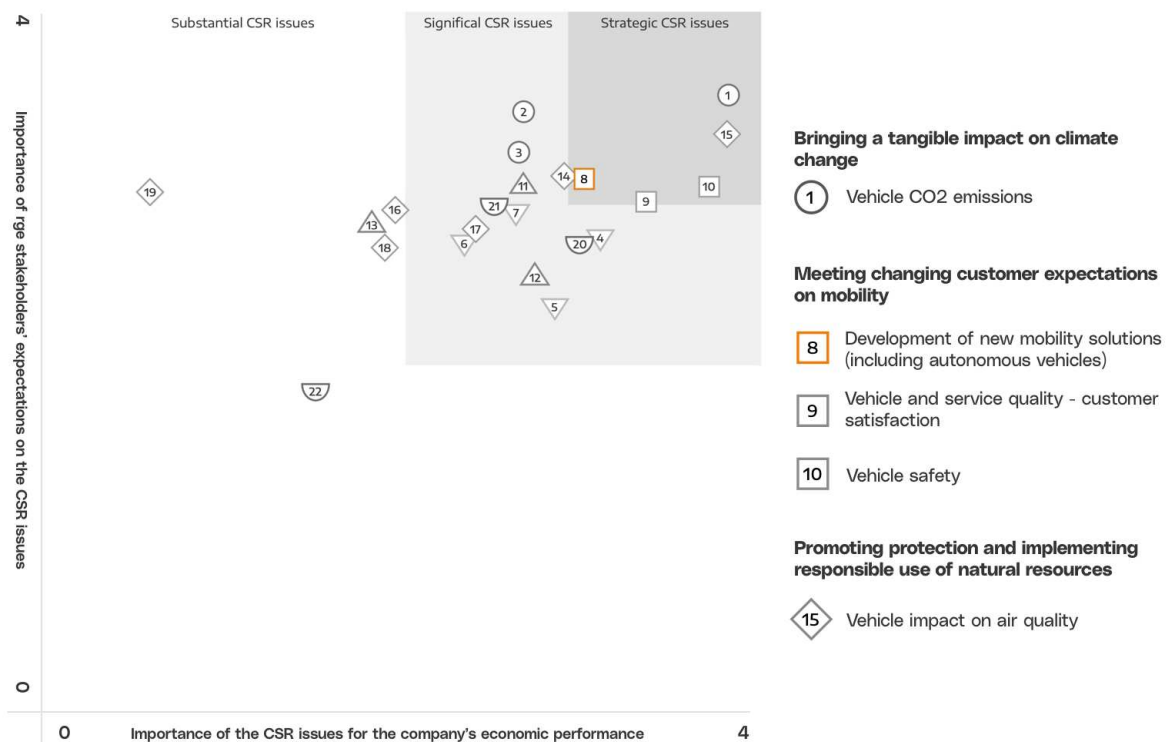 4
Substantial CSR issues
Significal CSR issues
Strategic CSR issues
Importance of rge stakeholders' expectations on the CSR issues
1
2
15
3
14
8
11
10
19
9
21
16
7
13
17
20
4
6
18
12
5
22
0
0
Importance of the CSR issues for the company's economic performance
4
Bringing a tangible impact on climate
change
1
Vehicle CO2 emissions
Meeting changing customer expectations
on mobility
8
Development of new mobility solutions
(including autonomous vehicles)
9
Vehicle and service quality - customer
satisfaction
10
Vehicle safety
Promoting protection and implementing
responsible use of natural resources
15
Vehicle impact on air quality